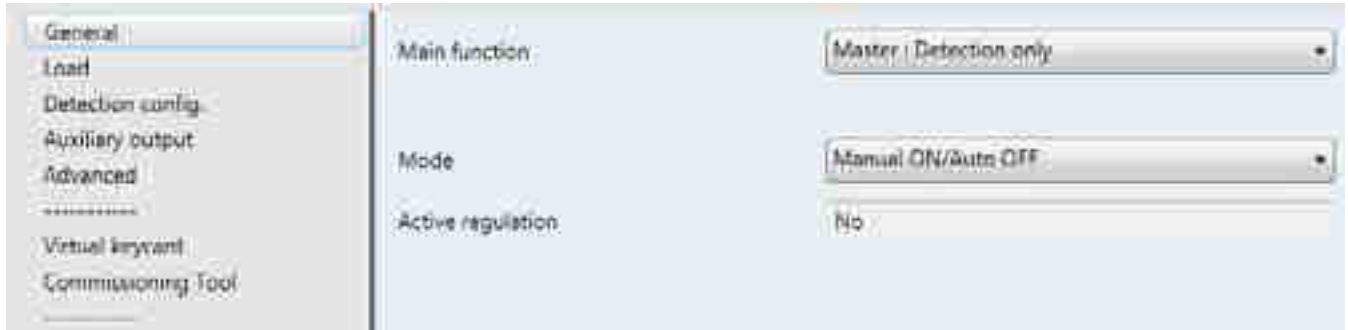 General
Load
Detection config.
Auxiliary output
Advanced
-----------
Virtual keycard
Commissioning Tool
-----------
Main function
Master : Detection only
Mode
Manual ON/Auto OFF
Active regulation
No